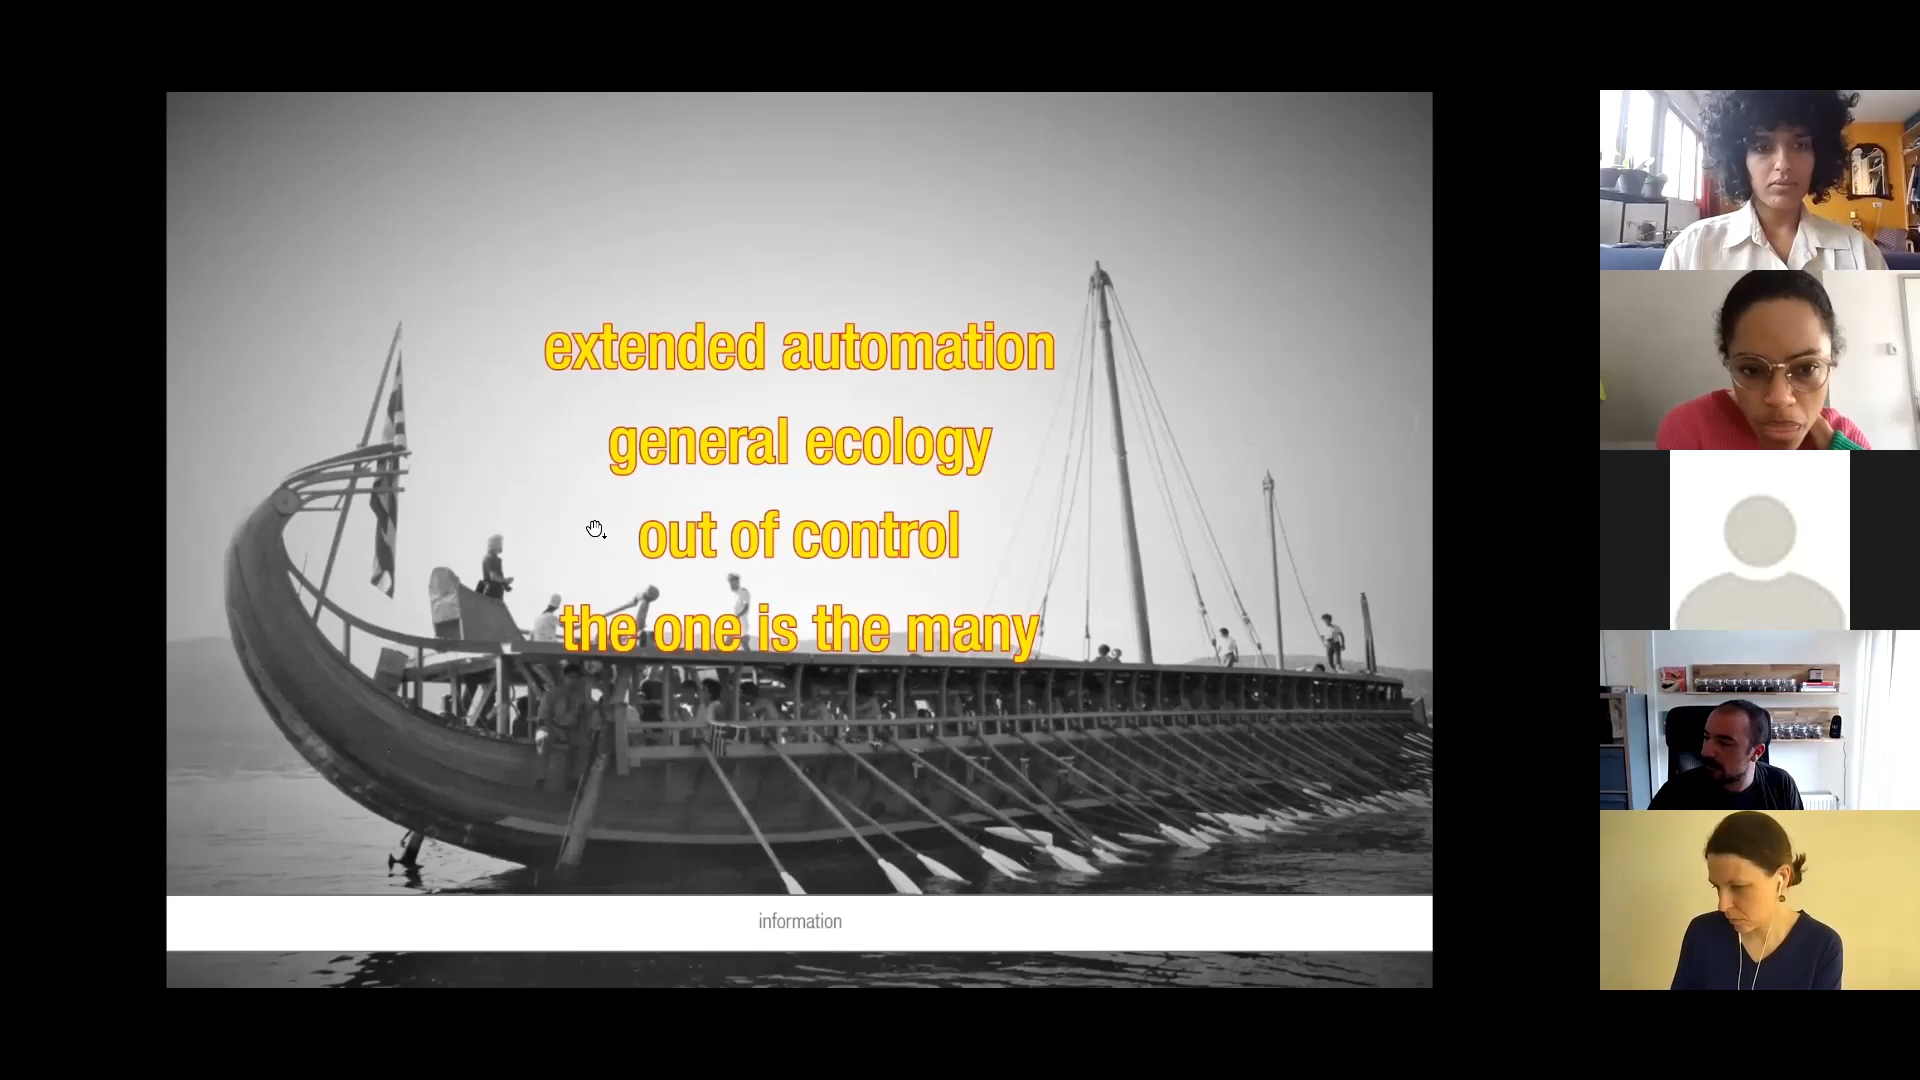 extended automation
general ecology
out of control
the one is the many
information